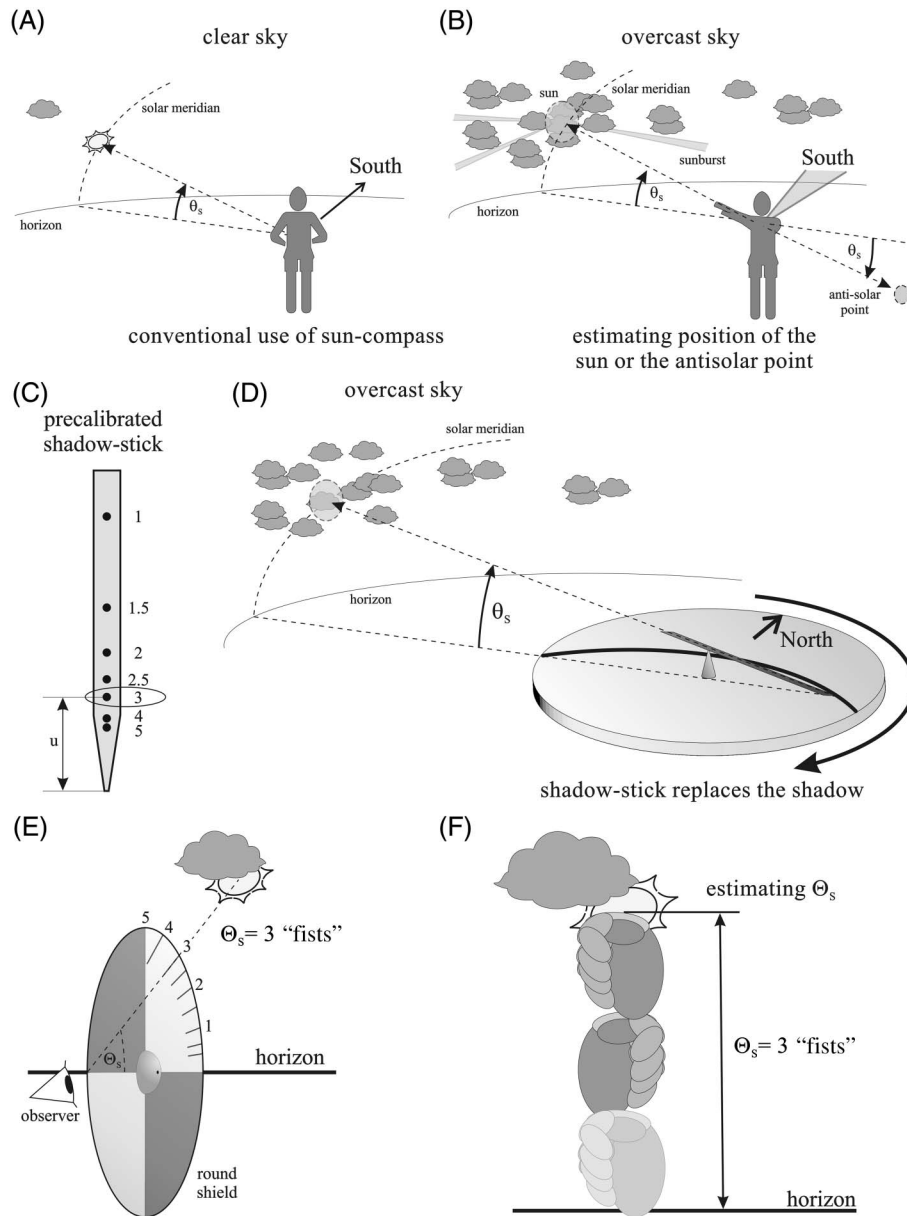 (A)
clear sky
solar meridian
South
θs
horizon
conventional use of sun-compass
(B)
overcast sky
sun
solar meridian
sunburst
South
θs
horizon
θs
anti-solar
point
estimating position of the
sun or the antisolar point
(C)
precalibrated
shadow-stick
1
1.5
2
2.5
3
4
5
u
(D)
overcast sky
solar meridian
horizon
θs
North
shadow-stick replaces the shadow
(E)
Θs= 3 “fists”
5
4
3
2
1
Θs
horizon
observer
round
shield
(F)
estimating Θs
Θs= 3 “fists”
horizon